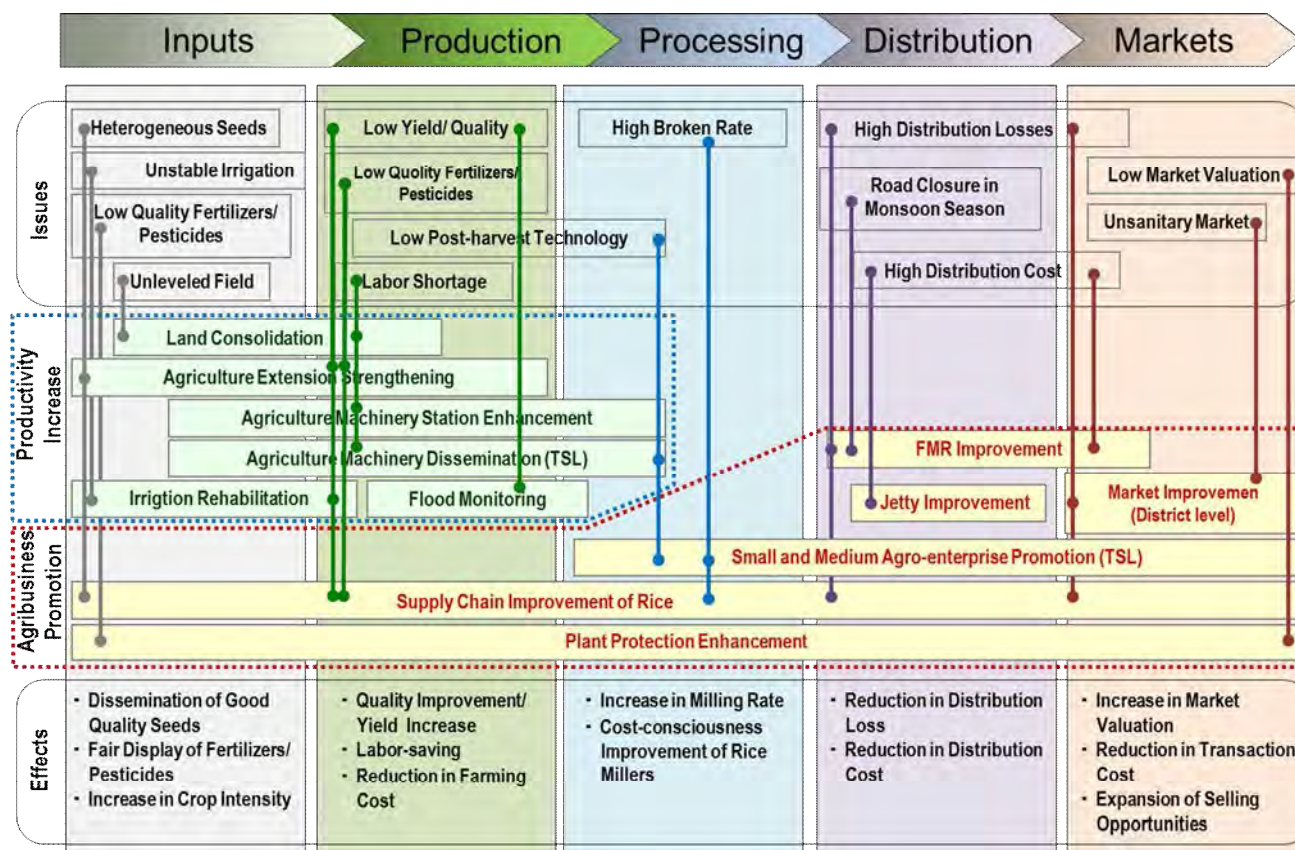 Inputs
Production
Processing
Distribution
Markets
Issues
Heterogeneous Seeds
Unstable Irrigation
Low Quality Fertilizers/
Pesticides
Unleveled Field
Low Yield/ Quality
Low Quolity Fertilizers/
Pesticides
Low Post-harvest Technology
Labor Shortage
High Broken Rate
High Distribution Losses
Road Closure in
Monsoon Season
High Distribution Cost
Low Market Valuation
Unsanitary Market
Productivity
Increase
Land Consolidation
Agriculture Extension Strengthening
Agriculture Machinery Station Enhancement
Agriculture Machinery Dissemination (TSL)
Irrigtion Rehabilitation
Flood Monitoring
FMR Improvement
Jetty Improvement
Market Improvemen
(District level)
Agribusiness
Promotion
Small and Medium Agro-enterprise Promotion (TSL)
Supply Chain Improvement of Rice
Plant Protection Enhancement
Effects
・ Dissemination of Good
Quality Seeds
・ Fair Display of Fertilizers/
Pesticides
・ Increase in Crop Intensity
・ Quality Improvement/
Yield Increase
・ Labor-saving
・ Reduction in Farming
Cost
・ Increase in Milling Rate
・ Cost-consciousness
Improvement of Rice
Millers
・ Reduction in Distribution
Loss
・ Reduction in Distribution
Cost
・ Increase in Market
Valuation
・ Reduction in Transaction
Cost
・ Expansion of Selling
Opportunities